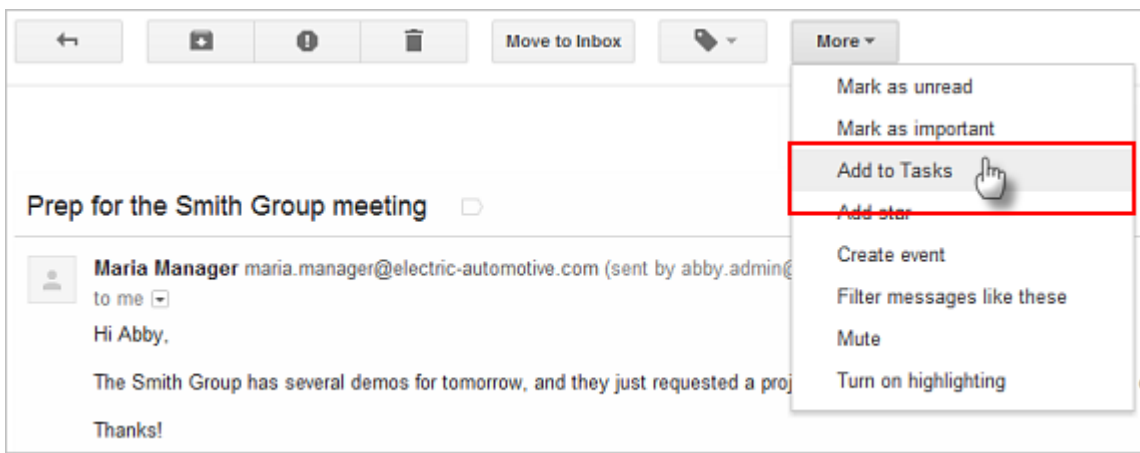 Move to Inbox More
Mark as unread
Mark as important
Add to Tasks
Add star
Create event
Filter messages like these
Mute
Turn on highlighting
Prep for the Smith Group meeting
Maria Manager maria.manager@electric-automotive.com (sent by abby.admin@
to me
Hi Abby,
The Smith Group has several demos for tomorrow, and they just requested a
Thanks!